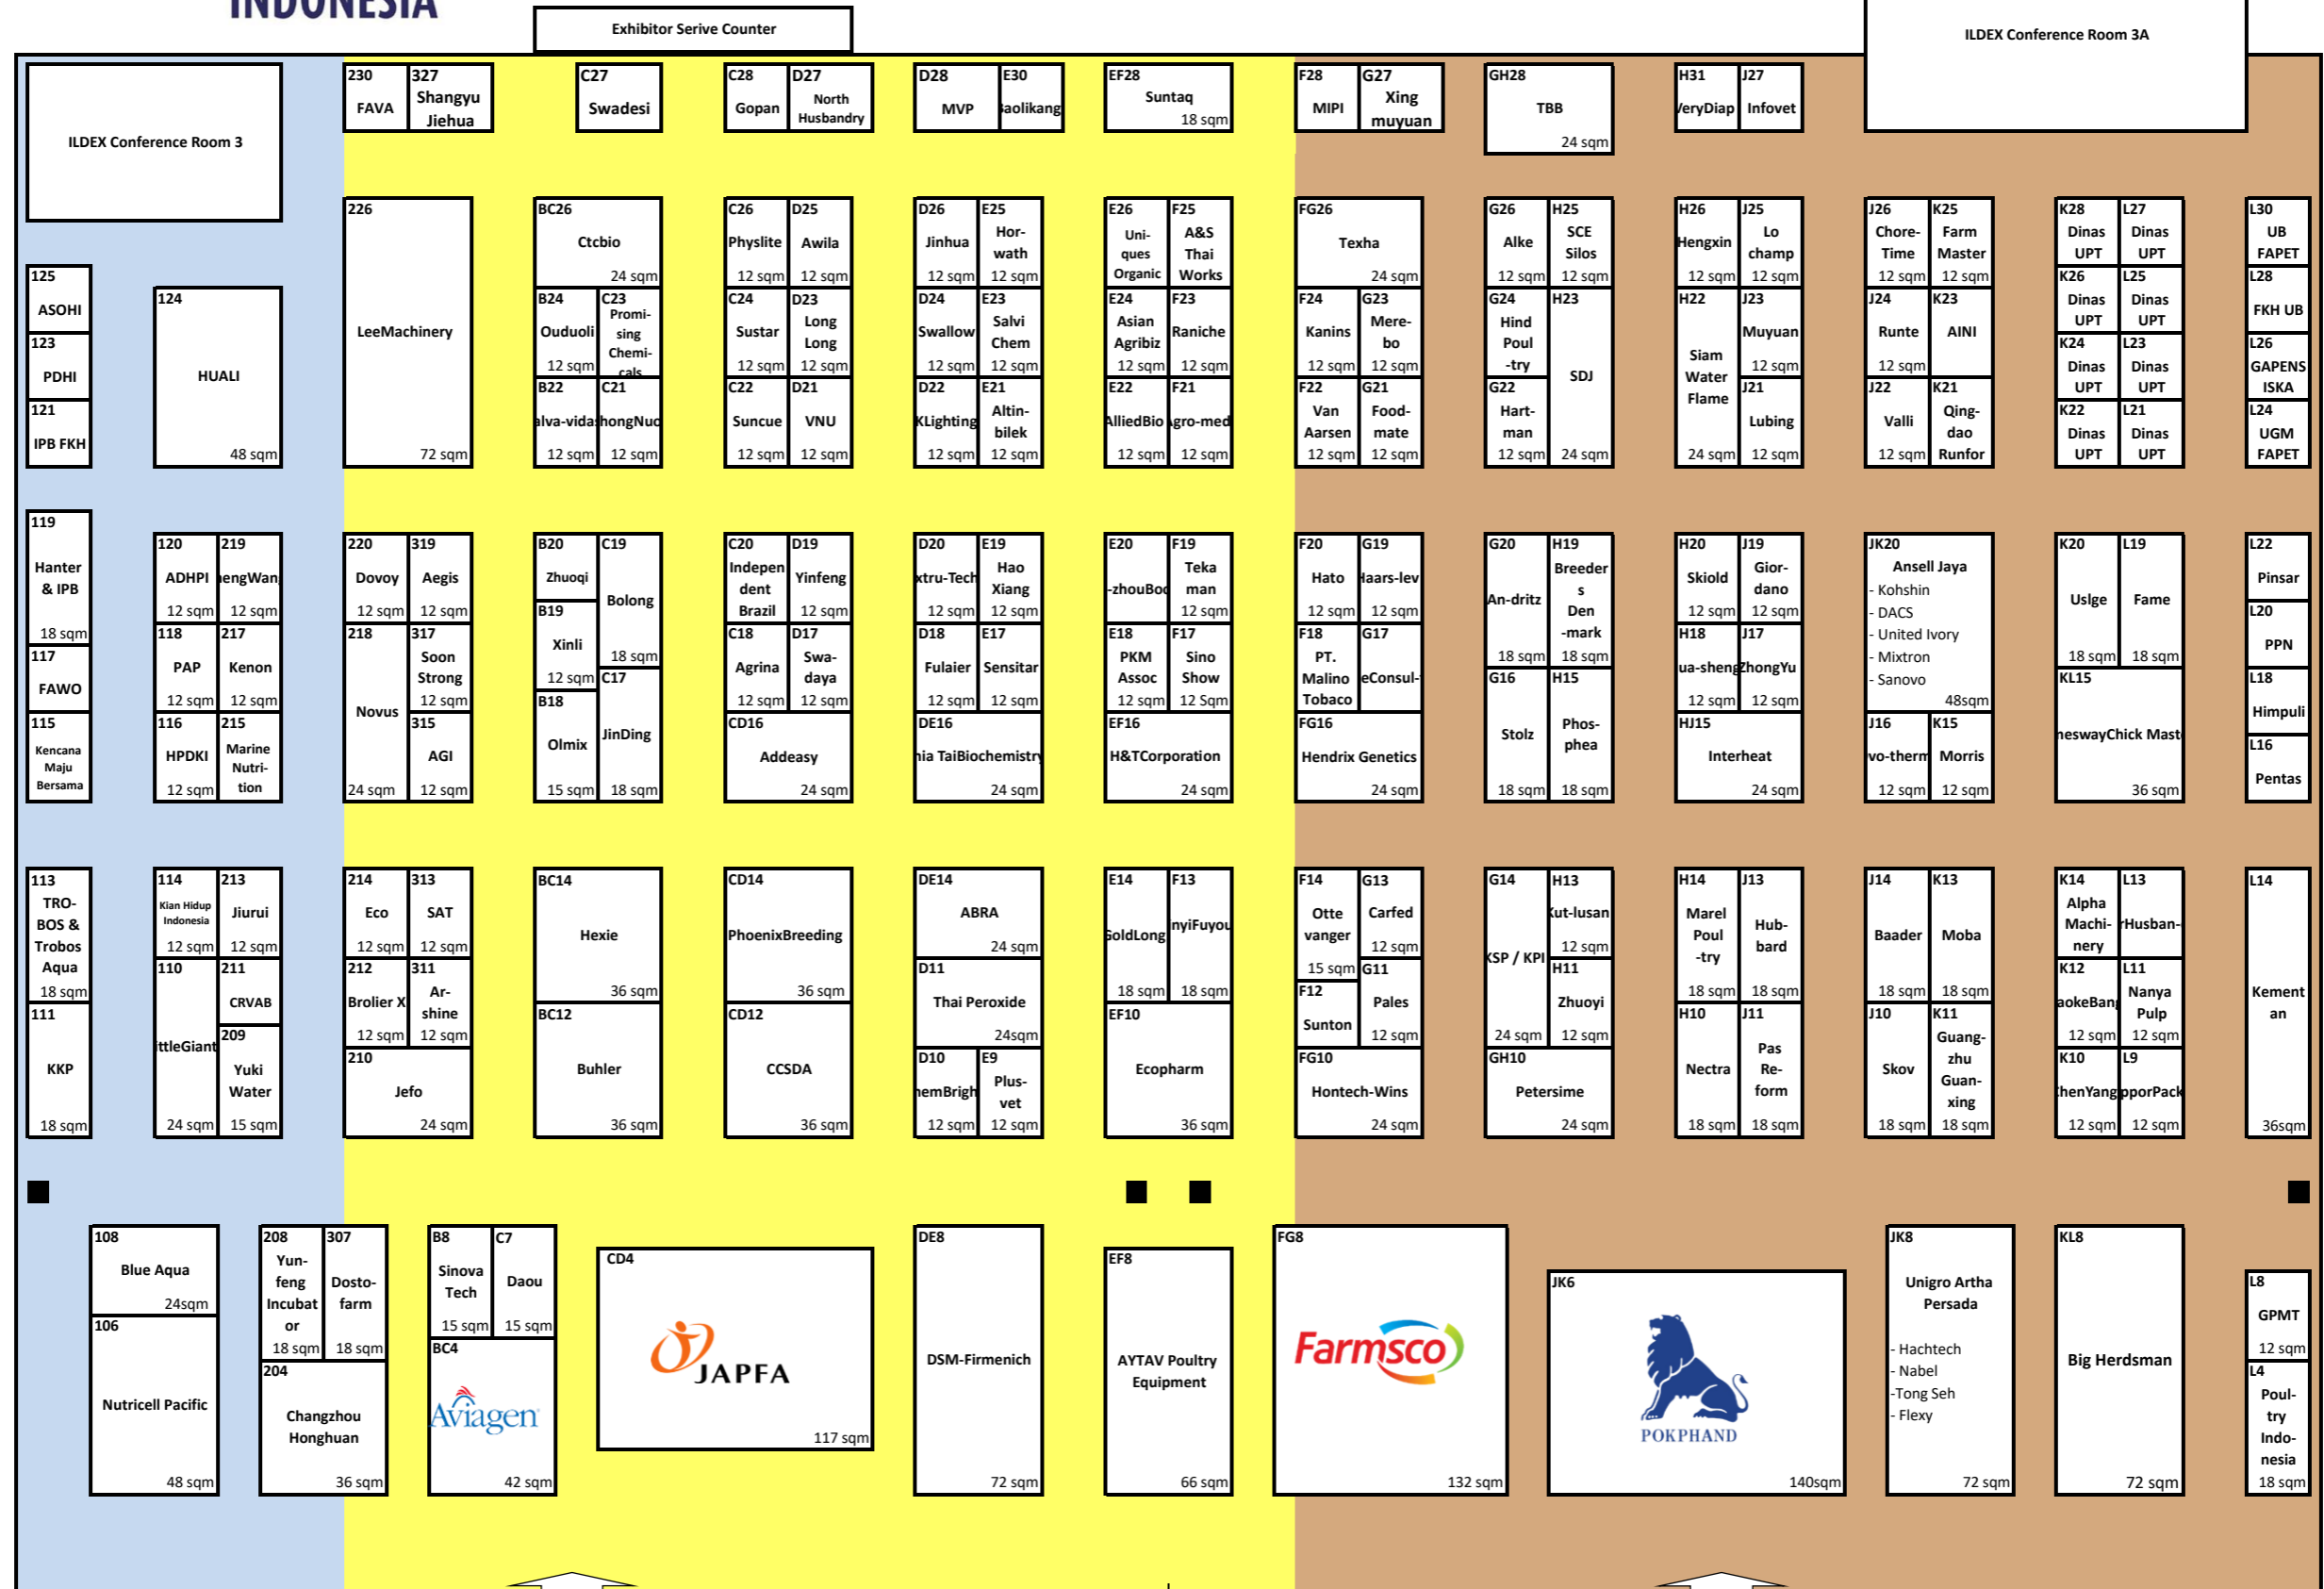 INDONESIA
Exhibitor Serive Counter
ILDEX Conference Room 3A
ILDEX Conference Room 3
230
FAVA
327
Shangyu
Jiehua
C27
Swadesi
C28
Gopan
D27
North
Husbandry
D28
MVP
E30
EF28
Suntaq
18 sqm
F28
MIPI
G27
Xing
muyuan
GH28
TBB
24 sqm
H31
VeryDiap
J27
Infovet
125
ASOHI
123
PDHI
121
IPB FKH
124
HUALI
48 sqm
226
LeeMachinery
72 sqm
BC26
Ctcbio
24 sqm
B24
Ouduoli
12 sqm
C23
Promi-
sing
Chemi-
cals
B22
12 sqm
C21
12 sqm
C26
Physlite
12 sqm
D25
Awila
12 sqm
C24
Sustar
12 sqm
D23
Long
Long
12 sqm
C22
Suncue
12 sqm
D21
VNU
12 sqm
D26
Jinhua
12 sqm
E25
Hor-
wath
12 sqm
D24
Swallow
12 sqm
E23
Salvi
Chem
12 sqm
D22
KLighting
12 sqm
E21
Altin-
bilek
12 sqm
E26
Uni-
ques
Organic
F25
A&S
Thai
Works
E24
Asian
Agribiz
12 sqm
F23
Raniche
12 sqm
E22
AlliedBio
12 sqm
F21
12 sqm
FG26
Texha
24 sqm
F24
Kanins
12 sqm
G23
Mere-
bo
12 sqm
F22
Van
Aarsen
12 sqm
G21
Food-
mate
12 sqm
G26
Alke
12 sqm
H25
SCE
Silos
12 sqm
G24
Hind
Poul
-try
H23
SDJ
24 sqm
G22
Hart-
man
12 sqm
H26
Hengxin
12 sqm
J25
Lo
champ
12 sqm
H22
Siam
Water
Flame
24 sqm
J23
Muyuan
12 sqm
J21
Lubing
12 sqm
J26
Chore-
Time
12 sqm
K25
Farm
Master
12 sqm
J24
Runte
12 sqm
K23
AINI
J22
Valli
12 sqm
K21
Qing-
dao
Runfor
K28
Dinas
UPT
L27
Dinas
UPT
K26
Dinas
UPT
L25
Dinas
UPT
K24
Dinas
UPT
L23
Dinas
UPT
K22
Dinas
UPT
L21
Dinas
UPT
L30
UB
FAPET
L28
FKH UB
L26
GAPENS
ISKA
L24
UGM
FAPET
119
Hanter
& IPB
18 sqm
117
FAWO
115
Kencana
Maju
Bersama
120
ADHPI
12 sqm
219
12 sqm
118
PAP
12 sqm
217
Kenon
12 sqm
116
HPDKI
12 sqm
215
Marine
Nutri-
tion
220
Dovoy
12 sqm
319
Aegis
12 sqm
218
Novus
24 sqm
317
Soon
Strong
12 sqm
315
AGI
12 sqm
B20
Zhuoqi
B19
Xinli
12 sqm
B18
Olmix
15 sqm
C19
Bolong
18 sqm
C17
JinDing
18 sqm
C20
Indepen
dent
Brazil
D19
Yinfeng
12 sqm
C18
Agrina
12 sqm
D17
Swa-
daya
12 sqm
CD16
Addeasy
24 sqm
D20
xtru-Tech
12 sqm
E19
Hao
Xiang
12 sqm
D18
Fulaier
12 sqm
E17
Sensitar
12 sqm
DE16
24 sqm
E20
F19
Teka
man
12 sqm
E18
PKM
Assoc
12 sqm
F17
Sino
Show
12 Sqm
EF16
H&TCorporation
24 sqm
F20
Hato
12 sqm
G19
12 sqm
F18
PT.
Malino
Tobaco
G17
FG16
Hendrix Genetics
24 sqm
G20
An-dritz
18 sqm
H19
Breeder
s
Den
-mark
18 sqm
G16
Stolz
18 sqm
H15
Phos-
phea
18 sqm
H20
Skiold
12 sqm
J19
Gior-
dano
12 sqm
H18
12 sqm
J17
ZhongYu
12 sqm
HJ15
Interheat
24 sqm
JK20
Ansell Jaya
- Kohshin
- DACS
- United Ivory
- Mixtron
- Sanovo
48sqm
J16
12 sqm
K15
Morris
12 sqm
K20
Uslge
18 sqm
L19
Fame
18 sqm
KL15
36 sqm
L22
Pinsar
L20
PPN
L18
Himpuli
L16
Pentas
113
TRO-
BOS &
Trobos
Aqua
18 sqm
111
KKP
18 sqm
114
Kian Hidup
Indonesia
12 sqm
213
Jiurui
12 sqm
110
24 sqm
211
CRVAB
209
Yuki
Water
15 sqm
214
Eco
12 sqm
313
SAT
12 sqm
212
Brolier X
12 sqm
311
Ar-
shine
12 sqm
210
Jefo
24 sqm
BC14
Hexie
36 sqm
BC12
Buhler
36 sqm
CD14
PhoenixBreeding
36 sqm
CD12
CCSDA
36 sqm
DE14
ABRA
24 sqm
D11
Thai Peroxide
24sqm
D10
12 sqm
E9
Plus-
vet
12 sqm
E14
GoldLong
18 sqm
F13
18 sqm
EF10
Ecopharm
36 sqm
F14
Otte
vanger
15 sqm
G13
Carfed
12 sqm
F12
Sunton
G11
Pales
12 sqm
FG10
Hontech-Wins
24 sqm
G14
KSP / KPI
24 sqm
H13
Kut-lusan
12 sqm
H11
Zhuoyi
12 sqm
GH10
Petersime
24 sqm
H14
Marel
Poul
-try
18 sqm
J13
Hub-
bard
18 sqm
H10
Nectra
18 sqm
J11
Pas
Re-
form
18 sqm
J14
Baader
18 sqm
K13
Moba
18 sqm
J10
Skov
18 sqm
K11
Guang-
zhu
Guan-
xing
18 sqm
K14
Alpha
Machi-
nery
L13
K12
12 sqm
L11
Nanya
Pulp
12 sqm
K10
12 sqm
L9
12 sqm
L14
Kement
an
36sqm
108
Blue Aqua
24sqm
106
Nutricell Pacific
48 sqm
208
Yun-
feng
Incubat
or
18 sqm
307
Dosto-
farm
18 sqm
204
Changzhou
Honghuan
36 sqm
B8
Sinova
Tech
15 sqm
C7
Daou
15 sqm
BC4
Aviagen
42 sqm
CD4
JAPFA
117 sqm
DE8
DSM-Firmenich
72 sqm
EF8
AYTAV Poultry
Equipment
66 sqm
FG8
Farmsco
132 sqm
JK6
POKPHAND
140sqm
JK8
Unigro Artha
Persada
- Hachtech
- Nabel
-Tong Seh
- Flexy
72 sqm
KL8
Big Herdsman
72 sqm
L8
GPMT
12 sqm
L4
Poul-
try
Indo-
nesia
18 sqm